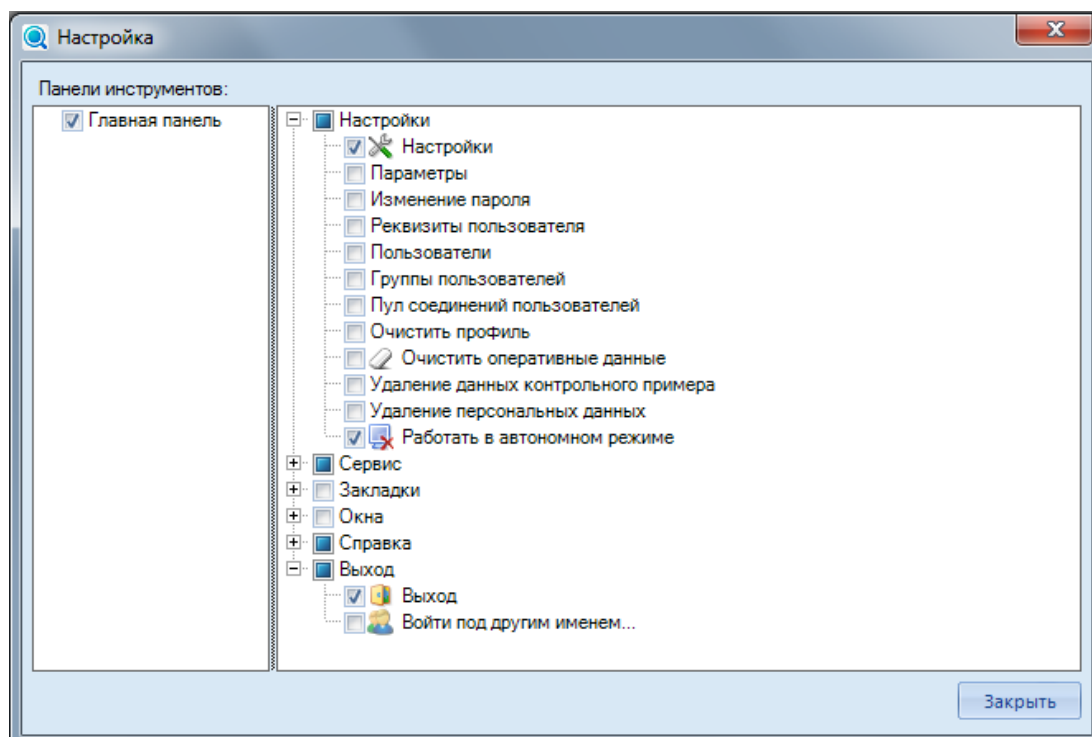 Настройка
Панели инструментов:
Главная панель
Настройки
Настройки
Параметры
Изменение пароля
Реквизиты пользователя
Пользователи
Группы пользователей
Пул соединений пользователей
Очистить профиль
Очистить оперативные данные
Удаление данных контрольного примера
Удаление персональных данных
Работать в автономном режиме
Сервис
Закладки
Окна
Справка
Выход
Выход
Войти под другим именем...
Закрыть